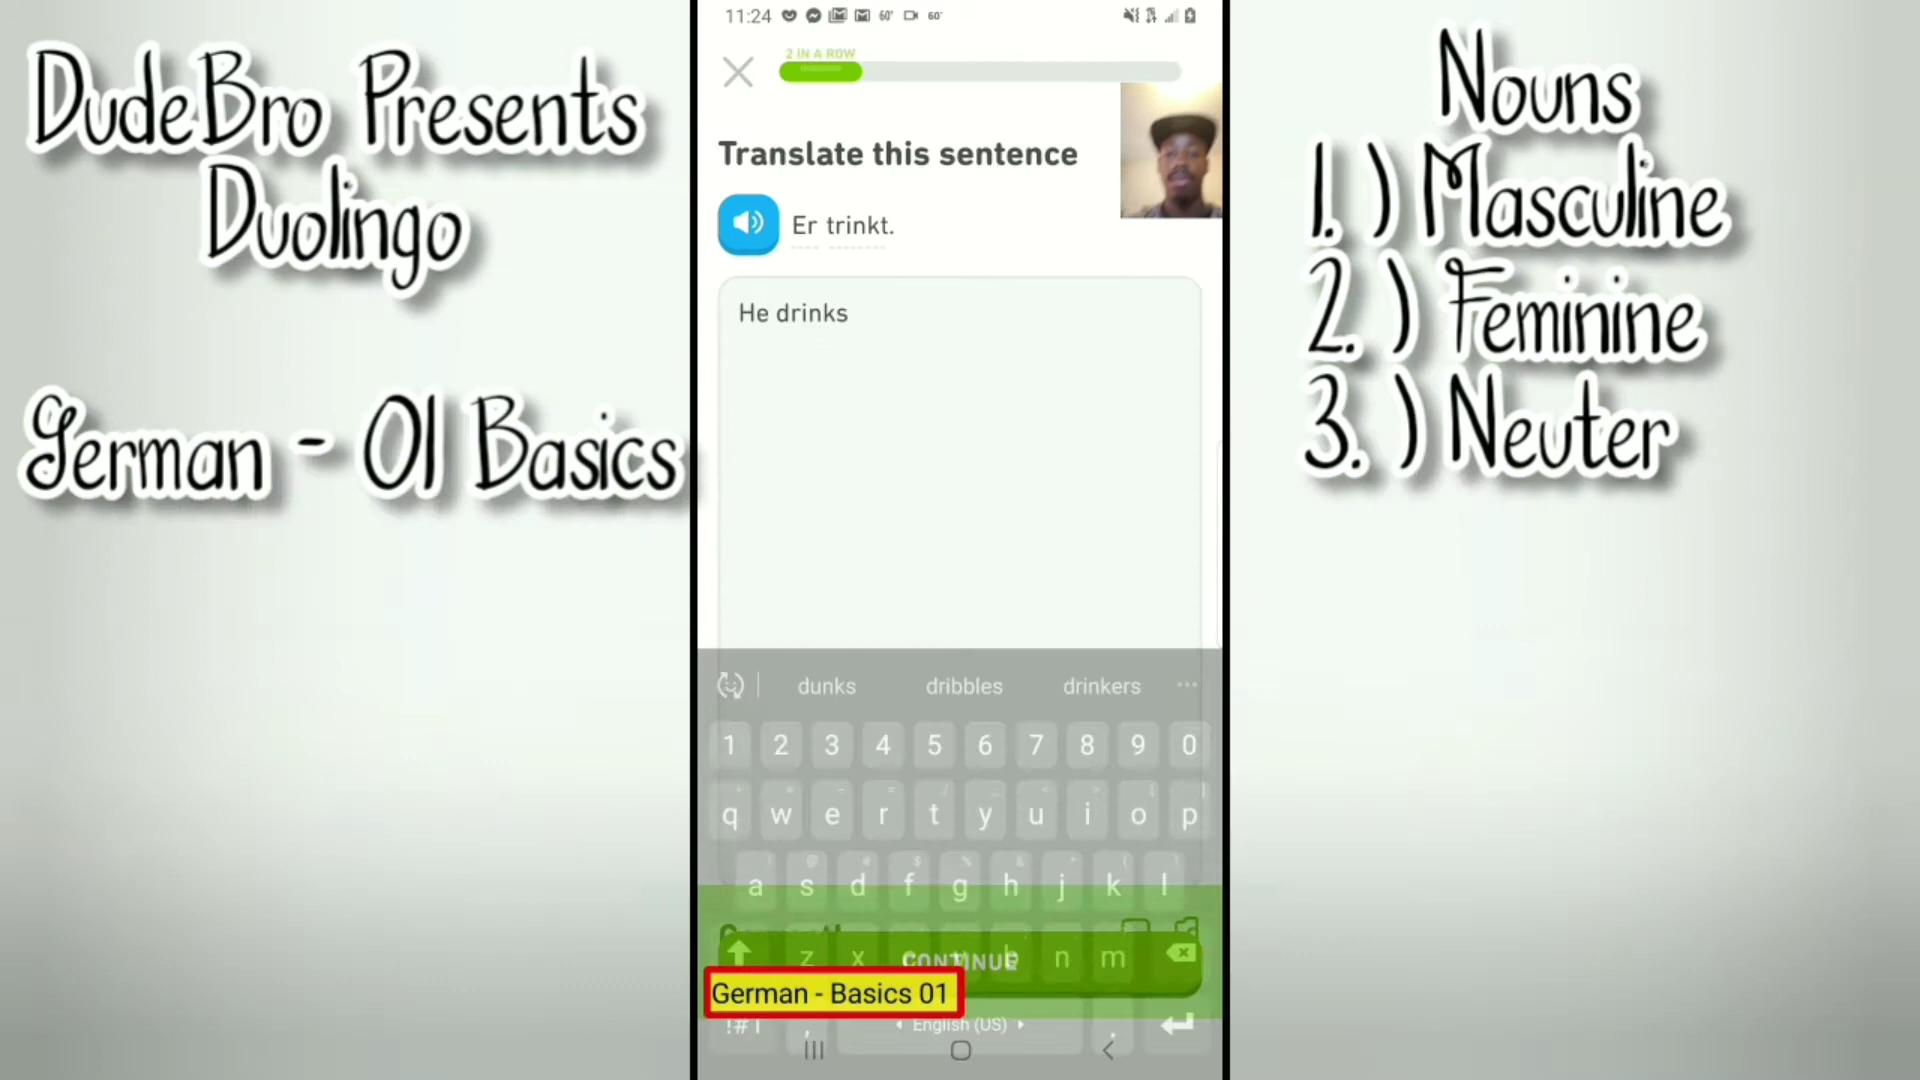 DudeBro Presents
Duolingo
German - 01 Basics
11:24
60°
60°
2 IN A ROW
Translate this sentence
Er trinkt.
He drinks
dunks dribbles drinkers
1 2 3 4 5 6 7 8 9 0
q w e r t y u i o p
a s d f g h j k l
z x c v b n m
CONTINUE
German - Basics 01
!#1 , English (US) .
Nouns
1. ) Masculine
2. ) Feminine
3. ) Neuter